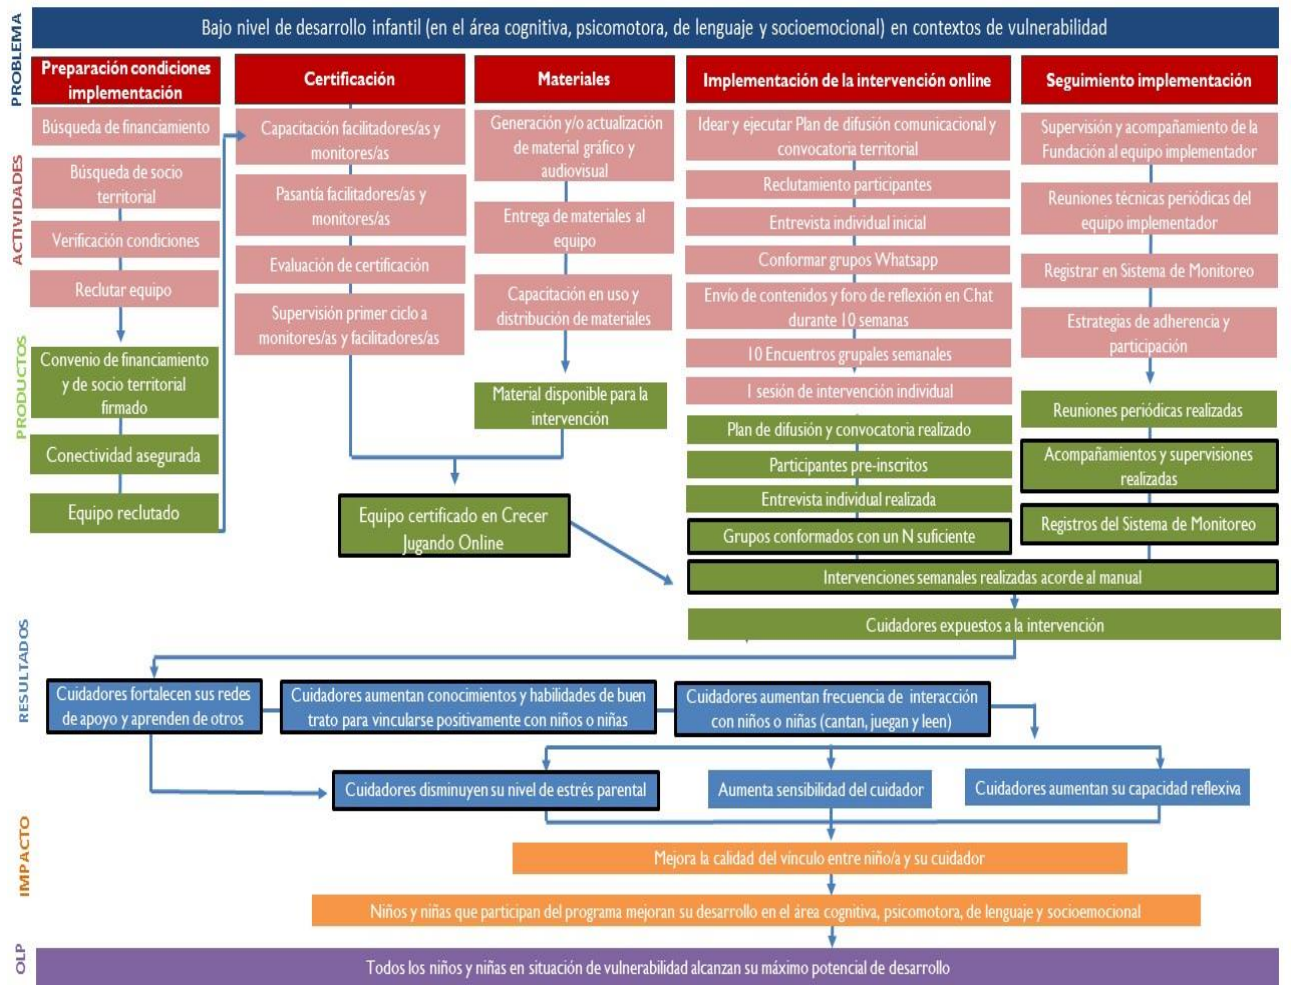 PROBLEMA
Bajo nivel de desarrollo infantil (en el área cognitiva, psicomotora, de lenguaje y socioemocional) en contextos de vulnerabilidad
Preparación condiciones
implementación
Certificación
Materiales
Implementación de la intervención online
Seguimiento implementación
ACTIVIDADES
Búsqueda de financiamiento
Búsqueda de socio
territorial
Verificación condiciones
Reclutar equipo
Capacitación facilitadores/as y
monitores/as
Pasantía facilitadores/as y
monitores/as
Evaluación de certificación
Supervisión primer ciclo a
monitores/as y facilitadores/as
Generación y/o actualización
de material gráfico y
audiovisual
Entrega de materiales al
equipo
Capacitación en uso y
distribución de materiales
Idear y ejecutar Plan de difusión comunicacional y
convocatoria territorial
Reclutamiento participantes
Entrevista individual inicial
Conformar grupos Whatsapp
Envío de contenidos y foro de reflexión en Chat
durante 10 semanas
10 Encuentros grupales semanales
1 sesión de intervención individual
Supervisión y acompañamiento de la
Fundación al equipo implementador
Reuniones técnicas periódicas del
equipo implementador
Registrar en Sistema de Monitoreo
Estrategias de adherencia y
participación
PRODUCTOS
Convenio de financiamiento
y de socio territorial
firmado
Conectividad asegurada
Equipo reclutado
Material disponible para la
intervención
Equipo certificado en Crecer
Jugando Online
Plan de difusión y convocatoria realizado
Participantes pre-inscritos
Entrevista individual realizada
Grupos conformados con un N suficiente
Reuniones periódicas realizadas
Acompañamientos y supervisiones
realizadas
Registros del Sistema de Monitoreo
Intervenciones semanales realizadas acorde al manual
Cuidadores expuestos a la intervención
RESULTADOS
Cuidadores fortalecen sus redes
de apoyo y aprenden de otros
Cuidadores aumentan conocimientos y habilidades de buen
trato para vincularse positivamente con niños o niñas
Cuidadores aumentan frecuencia de interacción
con niños o niñas (cantan, juegan y leen)
Cuidadores disminuyen su nivel de estrés parental
Aumenta sensibilidad del cuidador
Cuidadores aumentan su capacidad reflexiva
IMPACTO
Mejora la calidad del vínculo entre niño/a y su cuidador
Niños y niñas que participan del programa mejoran su desarrollo en el área cognitiva, psicomotora, de lenguaje y socioemocional
OLP
Todos los niños y niñas en situación de vulnerabilidad alcanzan su máximo potencial de desarrollo